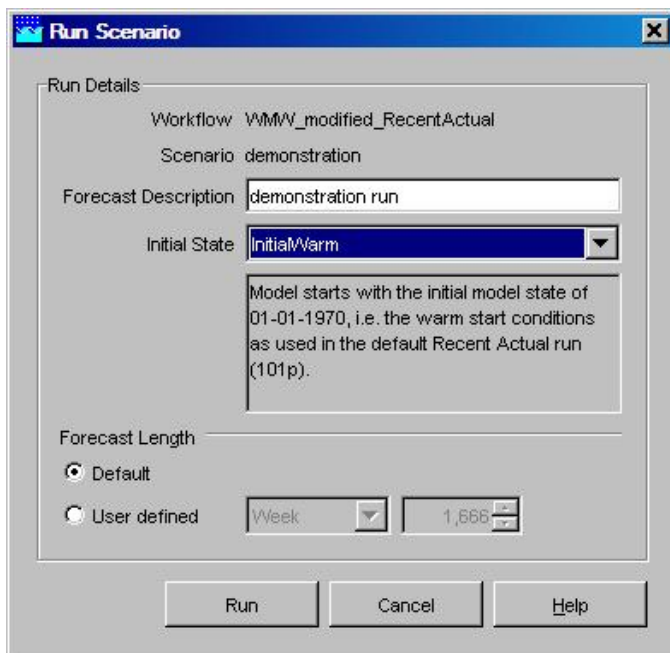 Run Scenario
Run Details
Workflow WMW_modified_RecentActual
Scenario demonstration
Forecast Description demonstration run
Initial State InitialWarm
Model starts with the initial model state of
01-01-1970, i.e. the warm start conditions
as used in the default Recent Actual run
(101p).
Forecast Length
Default
User defined Week 1,666
Run Cancel Help